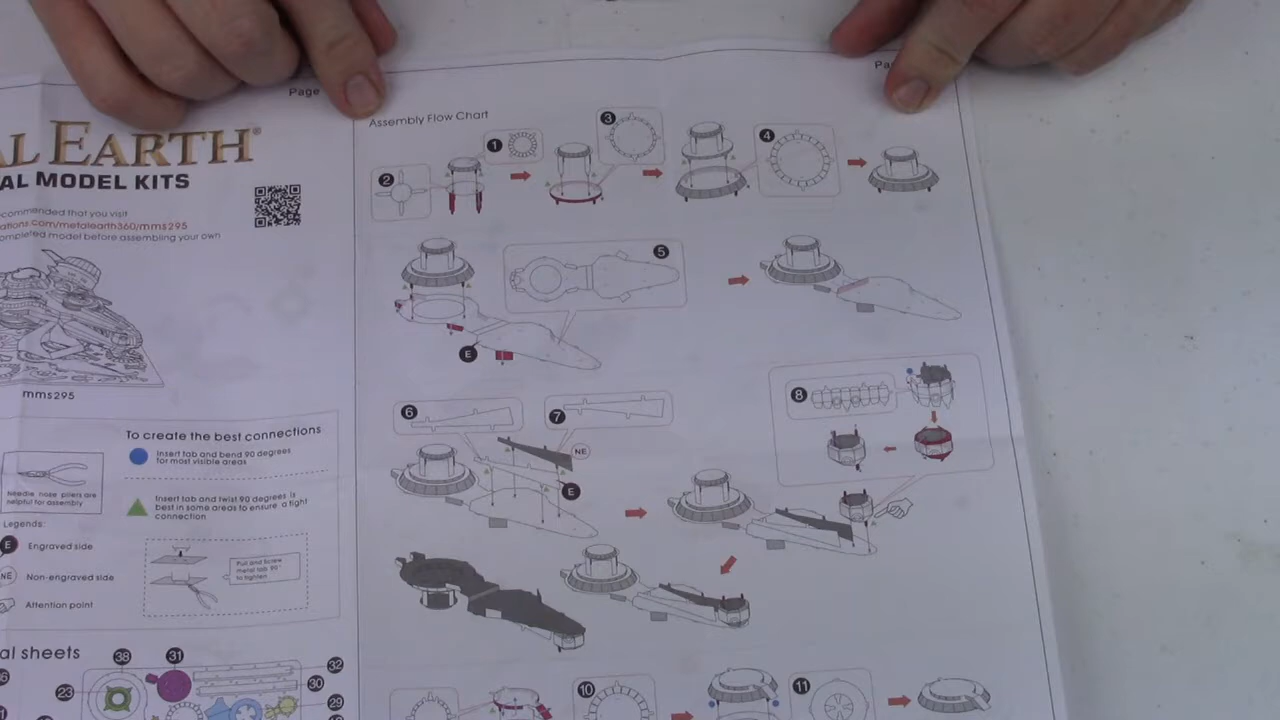 Page
AL EARTH®
AL MODEL KITS
commended that you visit
ations.com/metalearth360/mms295
completed model before assembling your own
mms295
To create the best connections
Insert tab and bend 90 degrees
for most visible areas
Needle nose pliers are
helpful for assembly
Insert tab and twist 90 degrees is
best in some areas to ensure a tight
connection
Legends:
E Engraved side
NE Non-engraved side
Attention point
Pull and Screw
metal tab 90°
to tighten
al sheets
38
31
32
30
29
23
Pa
Assembly Flow Chart
1
2
3
4
5
E
6
7
NE
E
8
10
11